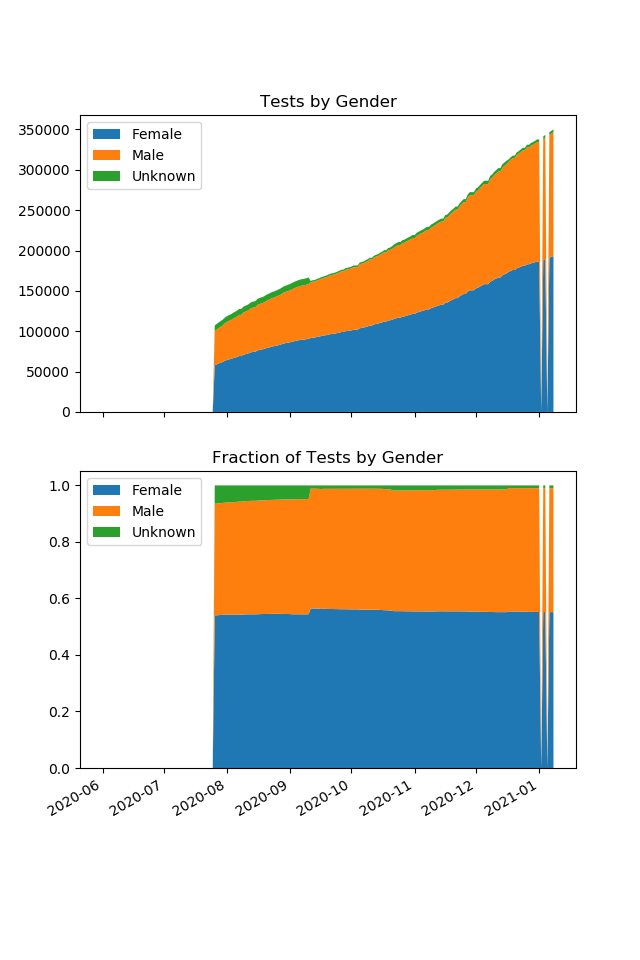 Tests by Gender
Female
Male
Unknown
350000
300000
250000
200000
150000
100000
50000
0
Fraction of Tests by Gender
Female
Male
Unknown
1.0
0.8
0.6
0.4
0.2
0.0
2020-06 2020-07 2020-08 2020-09 2020-10 2020-11 2020-12 2021-01